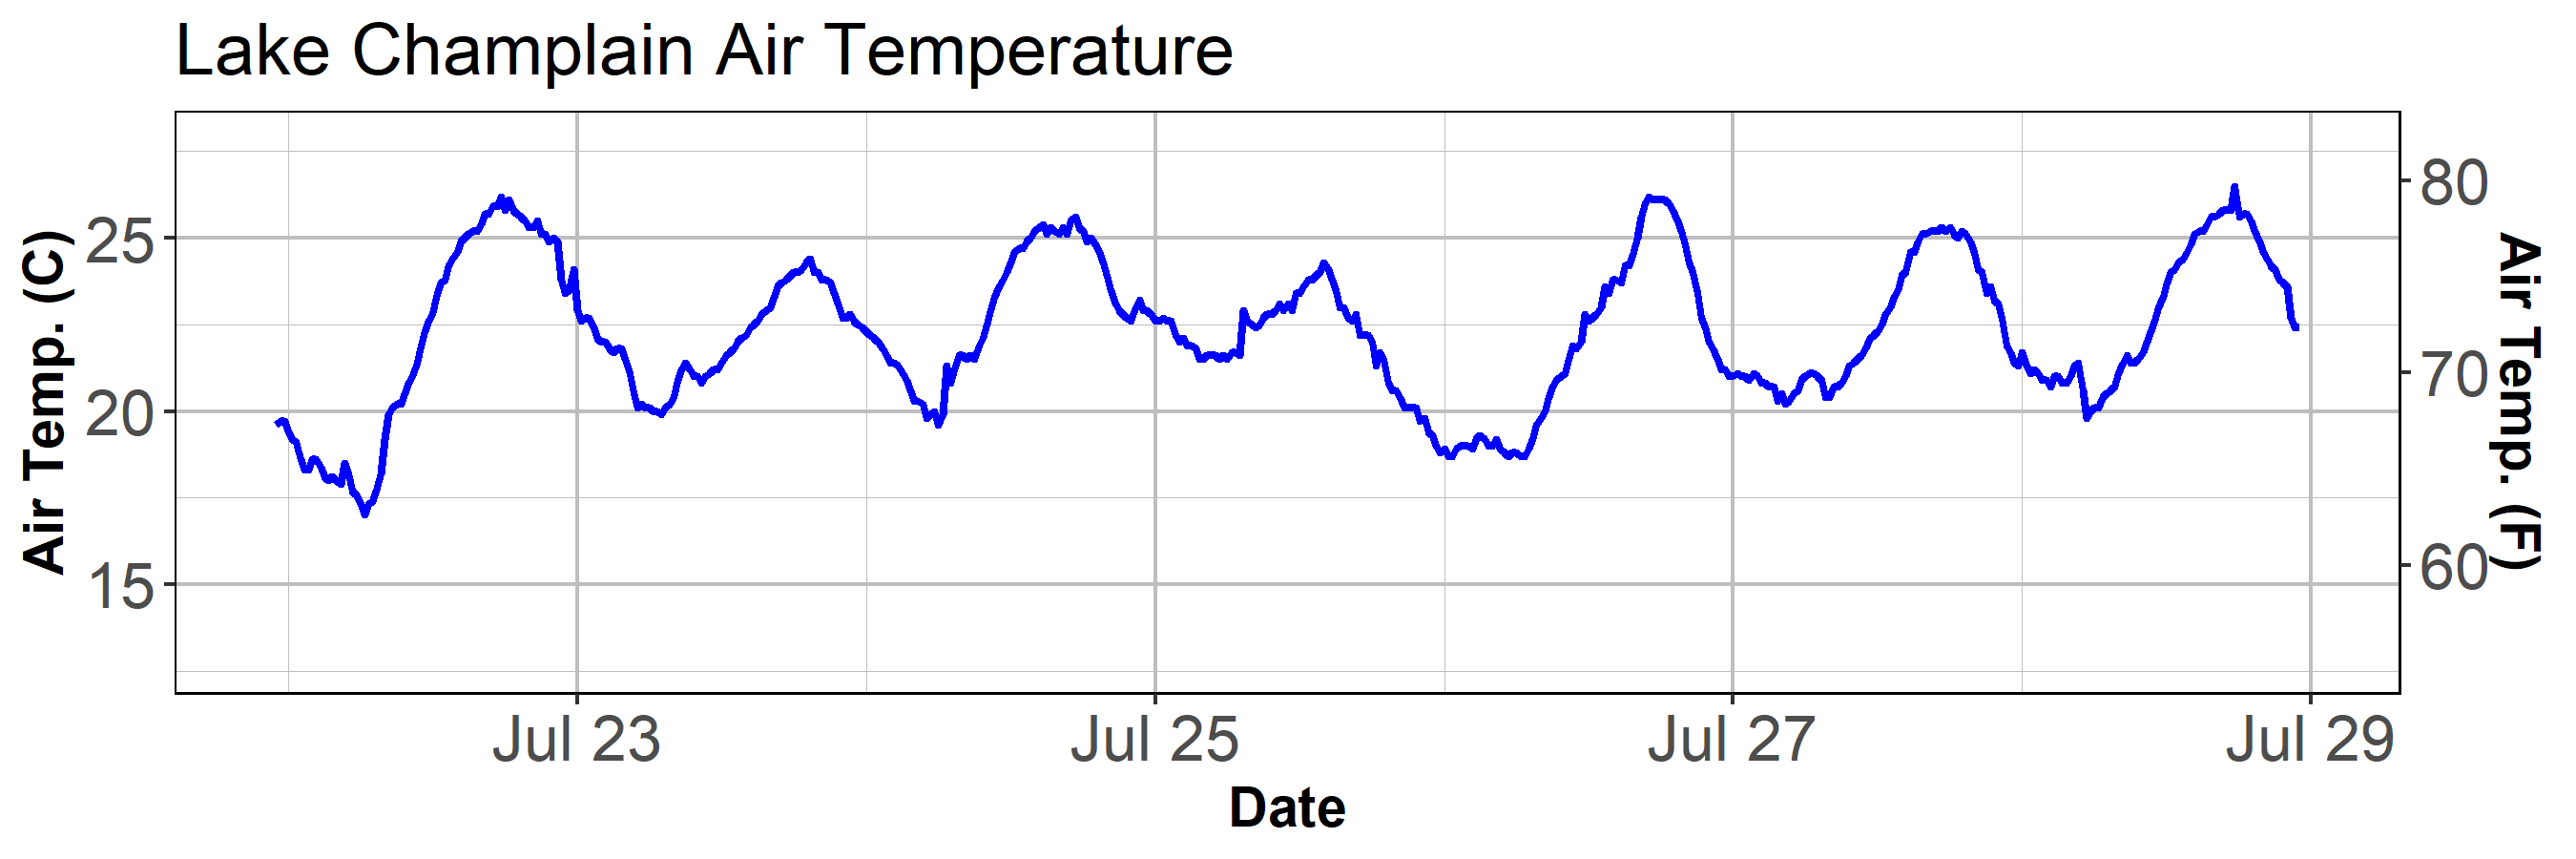 Lake Champlain Air Temperature
Air Temp. (C)
25
20
15
80
70
60
Air Temp. (F)
Jul 23
Jul 25
Jul 27
Jul 29
Date